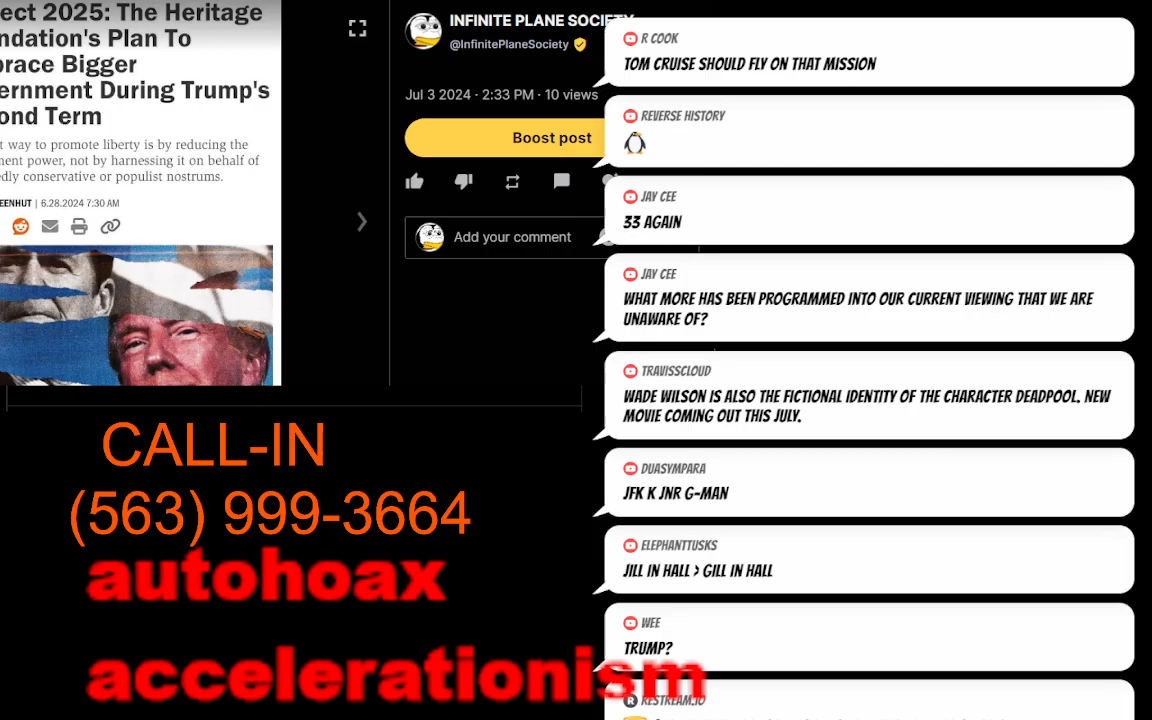 ect 2025: The Heritage
ndation's Plan To
brace Bigger
ernment During Trump's
ond Term
t way to promote liberty is by reducing the
ment power, not by harnessing it on behalf of
edly conservative or populist nostrums.
EENHUT | 6.28.2024 7:30 AM
INFINITE PLANE SOCIETY
@InfinitePlaneSociety
Jul 3 2024 · 2:33 PM · 10 views
Boost post
Add your comment
CALL-IN
(563) 999-3664
autohoax
accelerationism
R COOK
TOM CRUISE SHOULD FLY ON THAT MISSION
REVERSE HISTORY
🐧
JAY CEE
33 AGAIN
JAY CEE
WHAT MORE HAS BEEN PROGRAMMED INTO OUR CURRENT VIEWING THAT WE ARE
UNAWARE OF?
TRAVISSCLOUD
WADE WILSON IS ALSO THE FICTIONAL IDENTITY OF THE CHARACTER DEADPOOL. NEW
MOVIE COMING OUT THIS JULY.
DUASYMPARA
JFK K JNR G-MAN
ELEPHANTTUSKS
JILL IN HALL > GILL IN HALL
WEE
TRUMP?
RESTREAM.IO